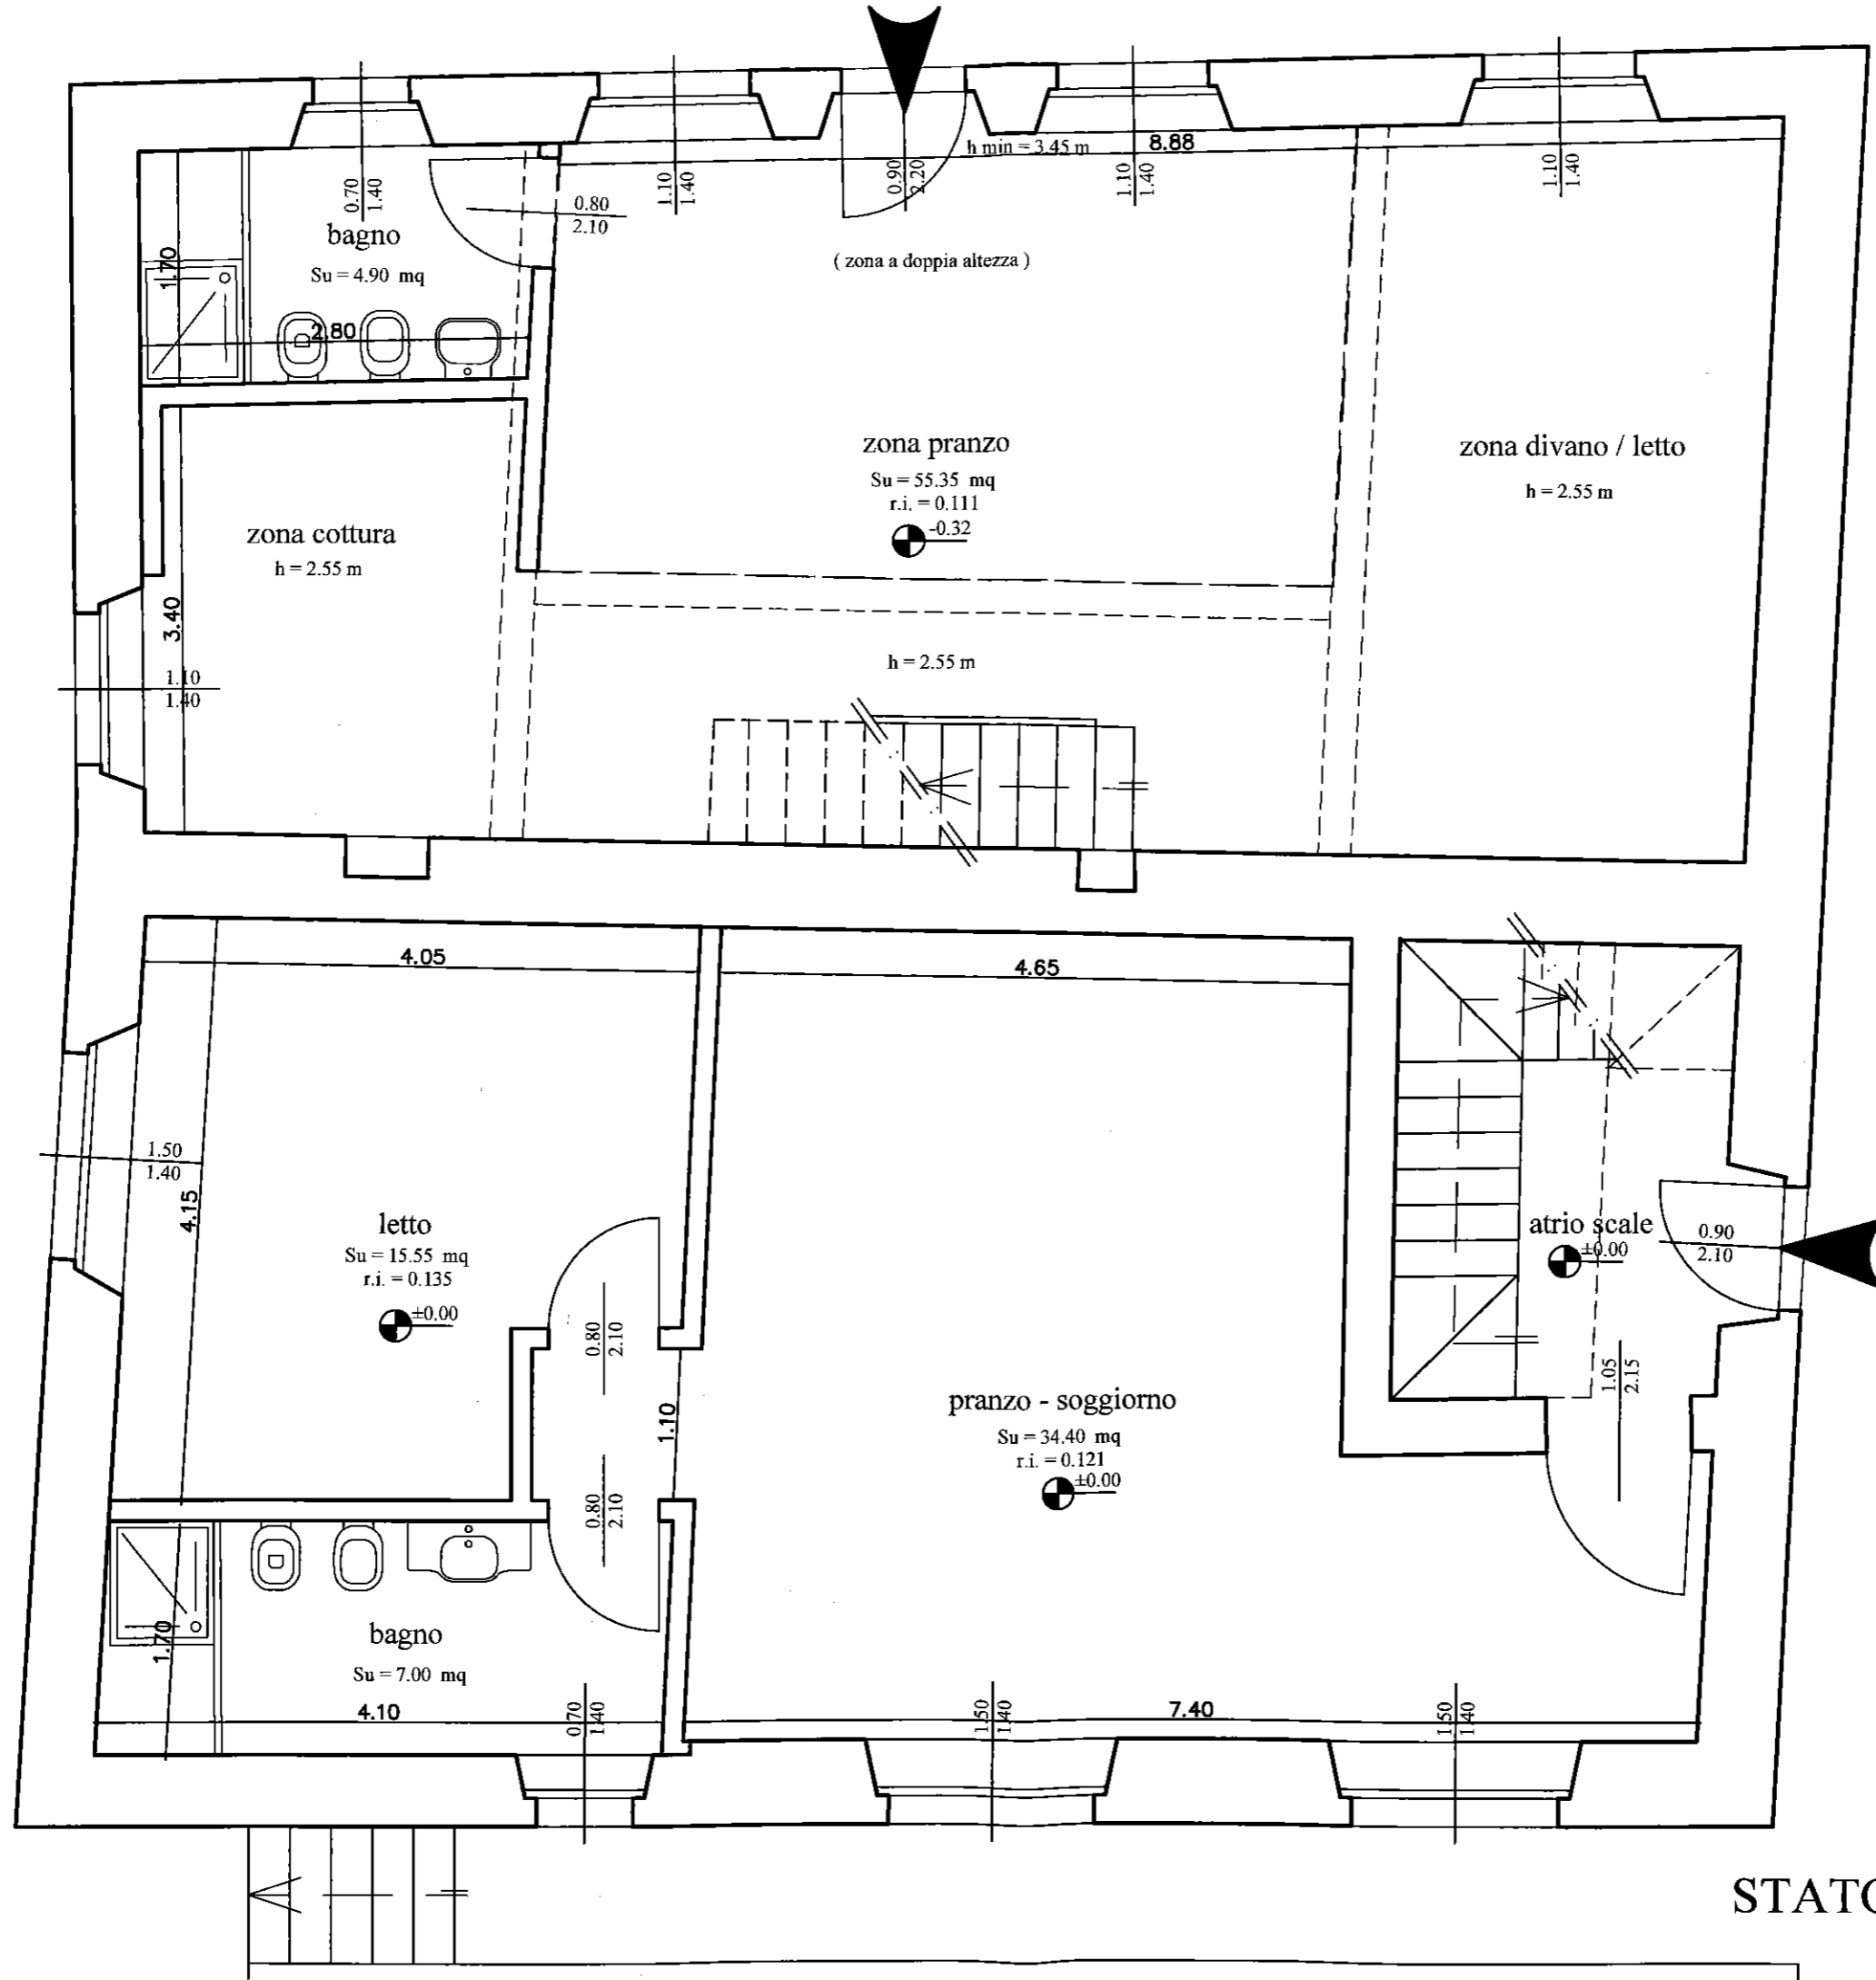 0.70
1.40
1.10
1.40
0.90
2.20
h min = 3.45 m
8.88
1.10
1.40
1.10
1.40
0.80
2.10
bagno
Su = 4.90 mq
1.70
2.80
( zona a doppia altezza )
zona pranzo
Su = 55.35 mq
r.i. = 0.111
-0.32
zona divano / letto
h = 2.55 m
zona cottura
h = 2.55 m
3.40
1.10
1.40
h = 2.55 m
4.05
4.65
1.50
1.40
4.15
letto
Su = 15.55 mq
r.i. = 0.135
±0.00
0.80
2.10
1.10
0.80
2.10
atrio scale
±0.00
0.90
2.10
1.05
2.15
pranzo - soggiorno
Su = 34.40 mq
r.i. = 0.121
±0.00
1.70
bagno
Su = 7.00 mq
4.10
0.70
1.40
1.50
1.40
7.40
1.50
1.40